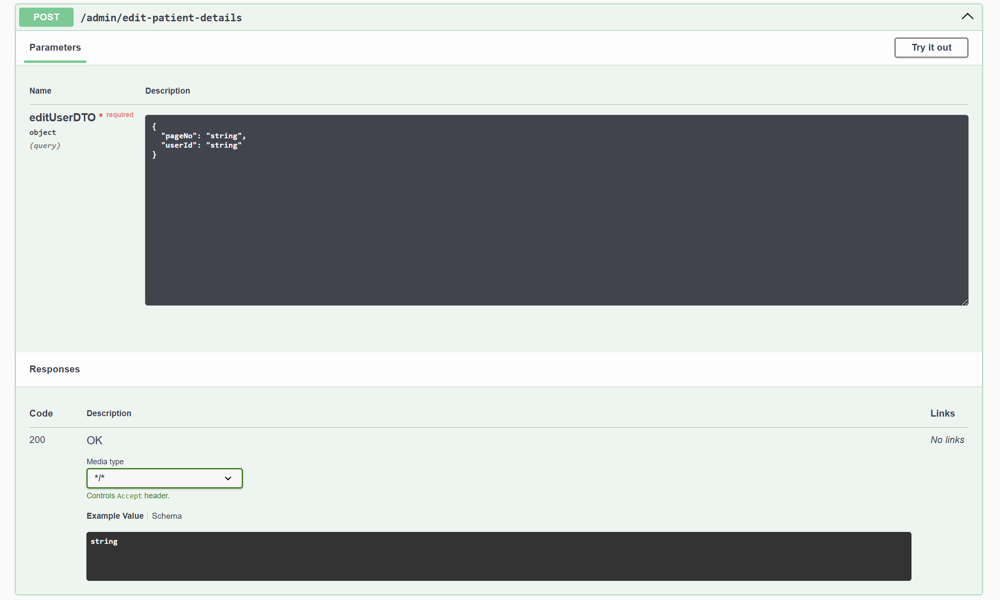 POST /admin/edit-patient-details
Parameters
Try it out
Name Description
editUserDTO * required
object
(query)
{
  "pageNo": "string",
  "userId": "string"
}
Responses
Code Description Links
200 OK No links
Media type
*/*
Controls Accept header.
Example Value Schema
string